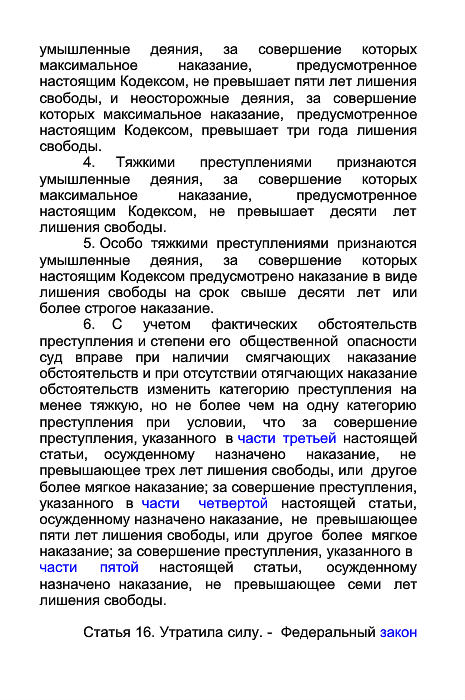 умышленные деяния, за совершение которых
максимальное наказание, предусмотренное
настоящим Кодексом, не превышает пяти лет лишения
свободы, и неосторожные деяния, за совершение
которых максимальное наказание, предусмотренное
настоящим Кодексом, превышает три года лишения
свободы.
4. Тяжкими преступлениями признаются
умышленные деяния, за совершение которых
максимальное наказание, предусмотренное
настоящим Кодексом, не превышает десяти лет
лишения свободы.
5. Особо тяжкими преступлениями признаются
умышленные деяния, за совершение которых
настоящим Кодексом предусмотрено наказание в виде
лишения свободы на срок свыше десяти лет или
более строгое наказание.
6. С учетом фактических обстоятельств
преступления и степени его общественной опасности
суд вправе при наличии смягчающих наказание
обстоятельств и при отсутствии отягчающих наказание
обстоятельств изменить категорию преступления на
менее тяжкую, но не более чем на одну категорию
преступления при условии, что за совершение
преступления, указанного в части третьей настоящей
статьи, осужденному назначено наказание, не
превышающее трех лет лишения свободы, или другое
более мягкое наказание; за совершение преступления,
указанного в части четвертой настоящей статьи,
осужденному назначено наказание, не превышающее
пяти лет лишения свободы, или другое более мягкое
наказание; за совершение преступления, указанного в
части пятой настоящей статьи, осужденному
назначено наказание, не превышающее семи лет
лишения свободы.
Статья 16. Утратила силу. - Федеральный закон